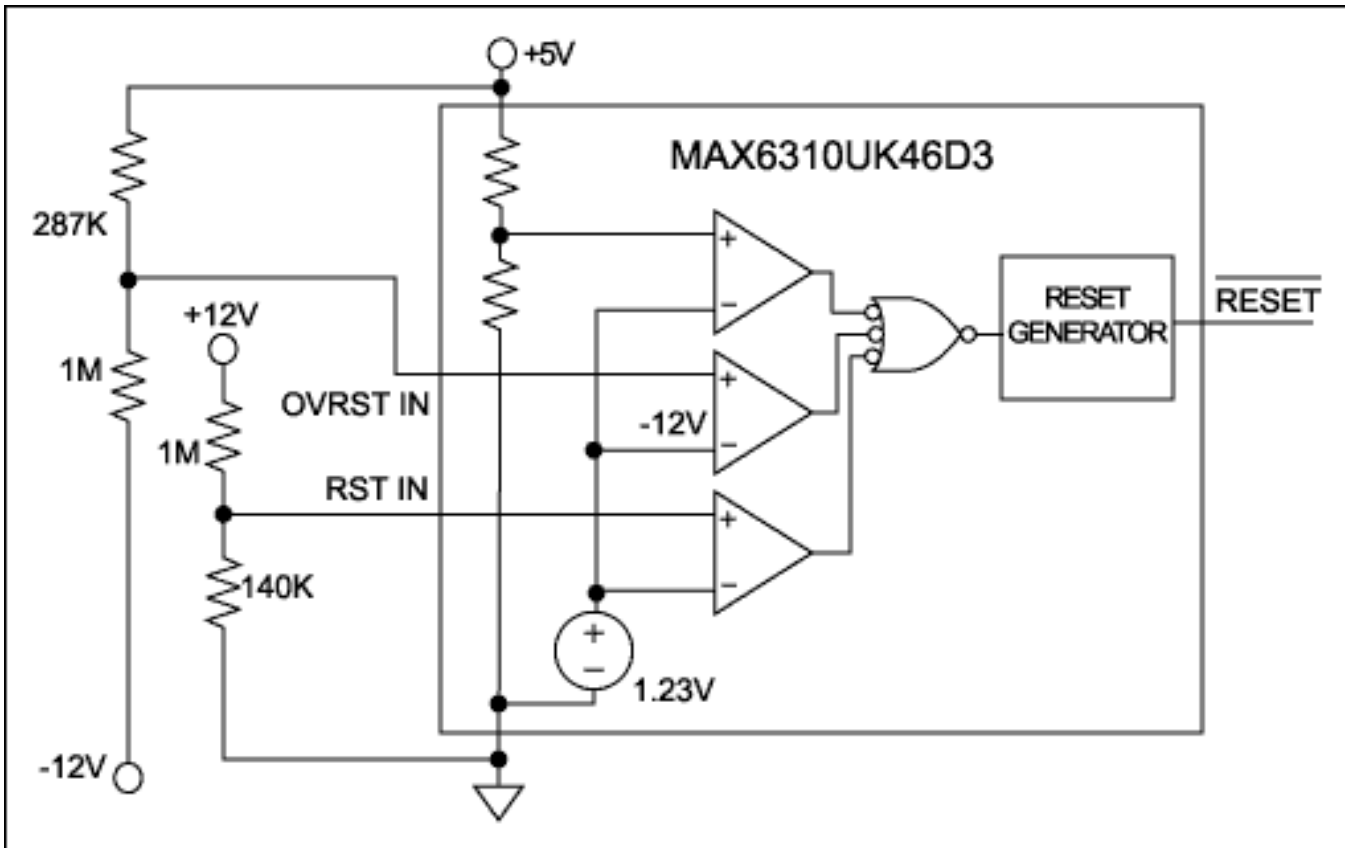 +5V
MAX6310UK46D3
287K
+12V
1M
1M
OVRST IN
-12V
RST IN
140K
+
-
+
-
+
-
+
-
1.23V
-12V
RESET
GENERATOR
RESET